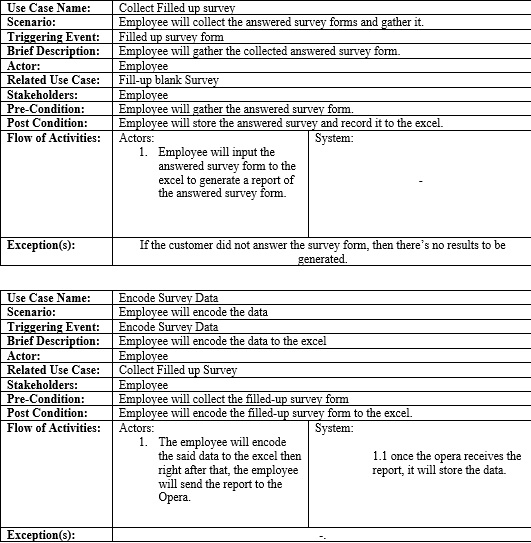 Use Case Name: Collect Filled up survey
Scenario: Employee will collect the answered survey forms and gather it.
Triggering Event: Filled up survey form
Brief Description: Employee will gather the collected answered survey form.
Actor: Employee
Related Use Case: Fill-up blank Survey
Stakeholders: Employee
Pre-Condition: Employee will gather the answered survey form.
Post Condition: Employee will store the answered survey and record it to the excel.
Flow of Activities: Actors: System:
1. Employee will input the
answered survey form to the
excel to generate a report of
the answered survey form.
-
Exception(s): If the customer did not answer the survey form, then there's no results to be
generated.
Use Case Name: Encode Survey Data
Scenario: Employee will encode the data
Triggering Event: Encode Survey Data
Brief Description: Employee will encode the data to the excel
Actor: Employee
Related Use Case: Collect Filled up Survey
Stakeholders: Employee
Pre-Condition: Employee will collect the filled-up survey form
Post Condition: Employee will encode the filled-up survey form to the excel.
Flow of Activities: Actors: System:
1. The employee will encode
the said data to the excel then
right after that, the employee
will send the report to the
Opera.
1.1 once the opera receives the
report, it will store the data.
Exception(s): -.